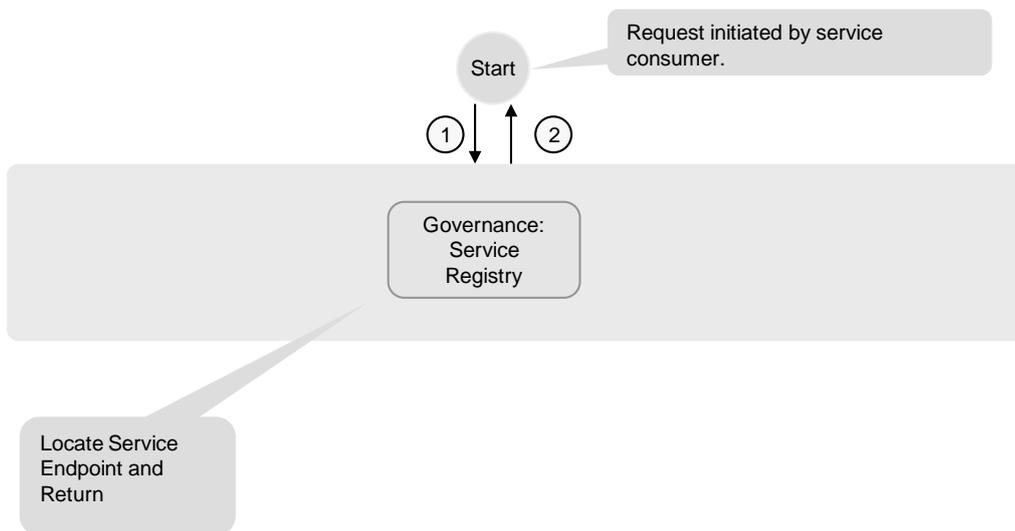 Request initiated by service
consumer.
Start
1
2
Governance:
Service
Registry
Locate Service
Endpoint and
Return